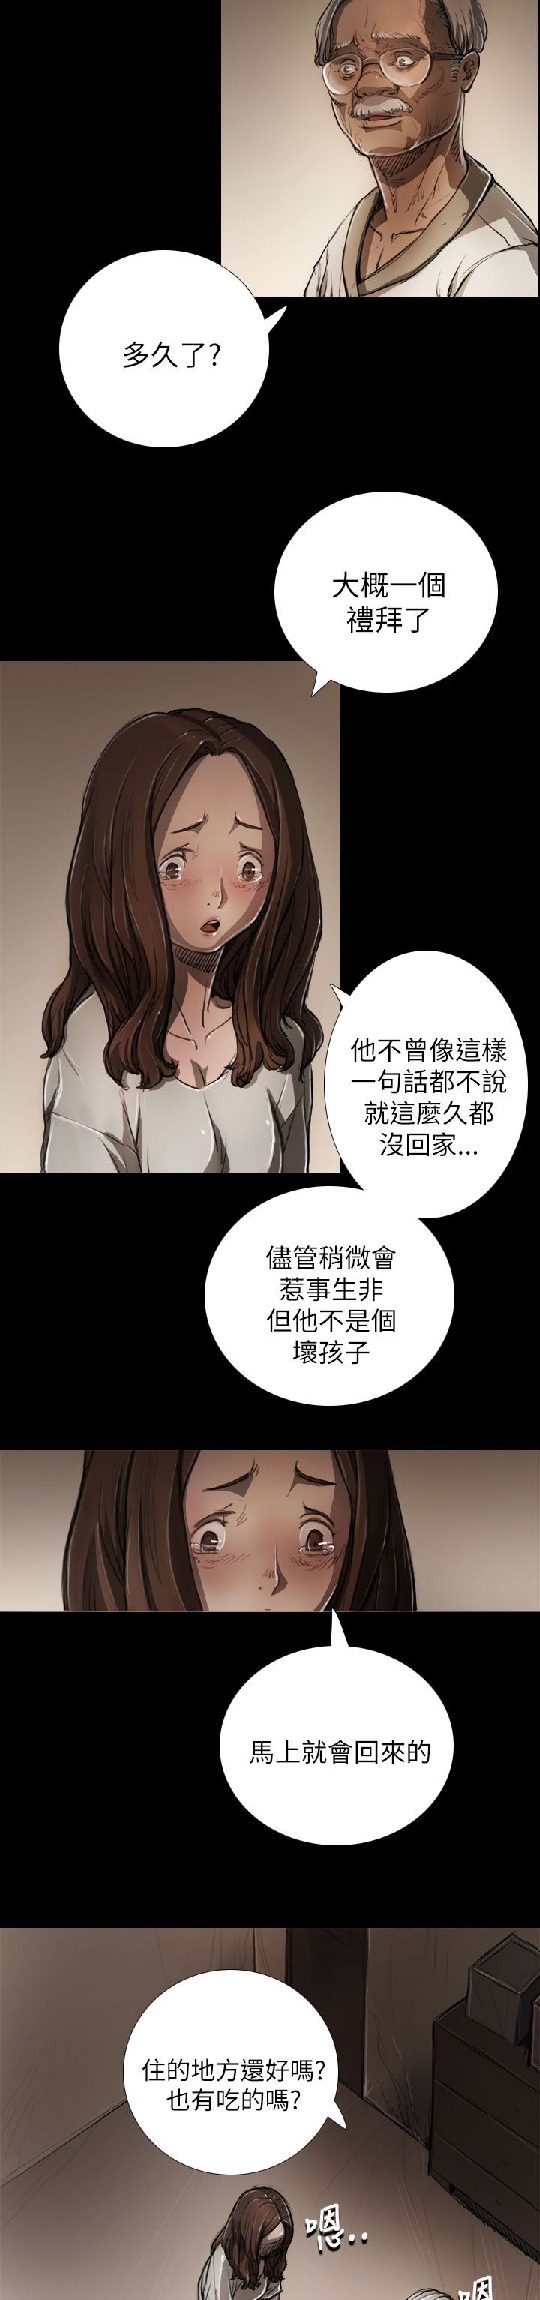 多久了?
大概一個
禮拜了
他不曾像這樣
一句話都不說
就這麼久都
沒回家...
儘管稍微會
惹事生非
但他不是個
壞孩子
馬上就會回來的
住的地方還好嗎?
也有吃的嗎?
嗯..
嗯